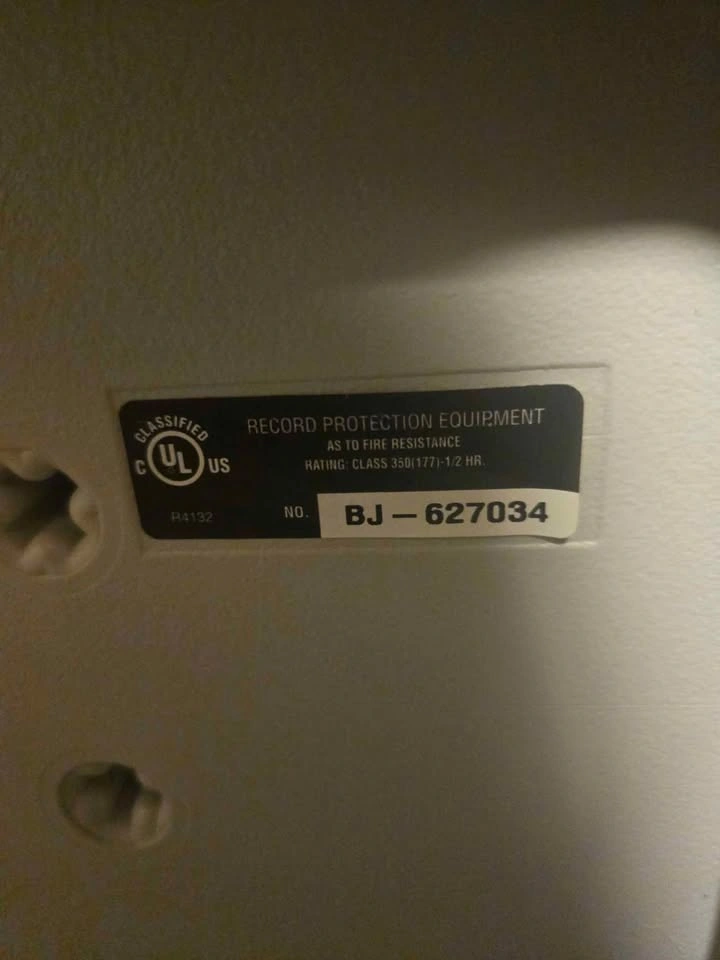 CLASSIFIED
C UL US
RECORD PROTECTION EQUIPMENT
AS TO FIRE RESISTANCE
RATING: CLASS 350(177)-1/2 HR.
R4132
NO. BJ — 627034